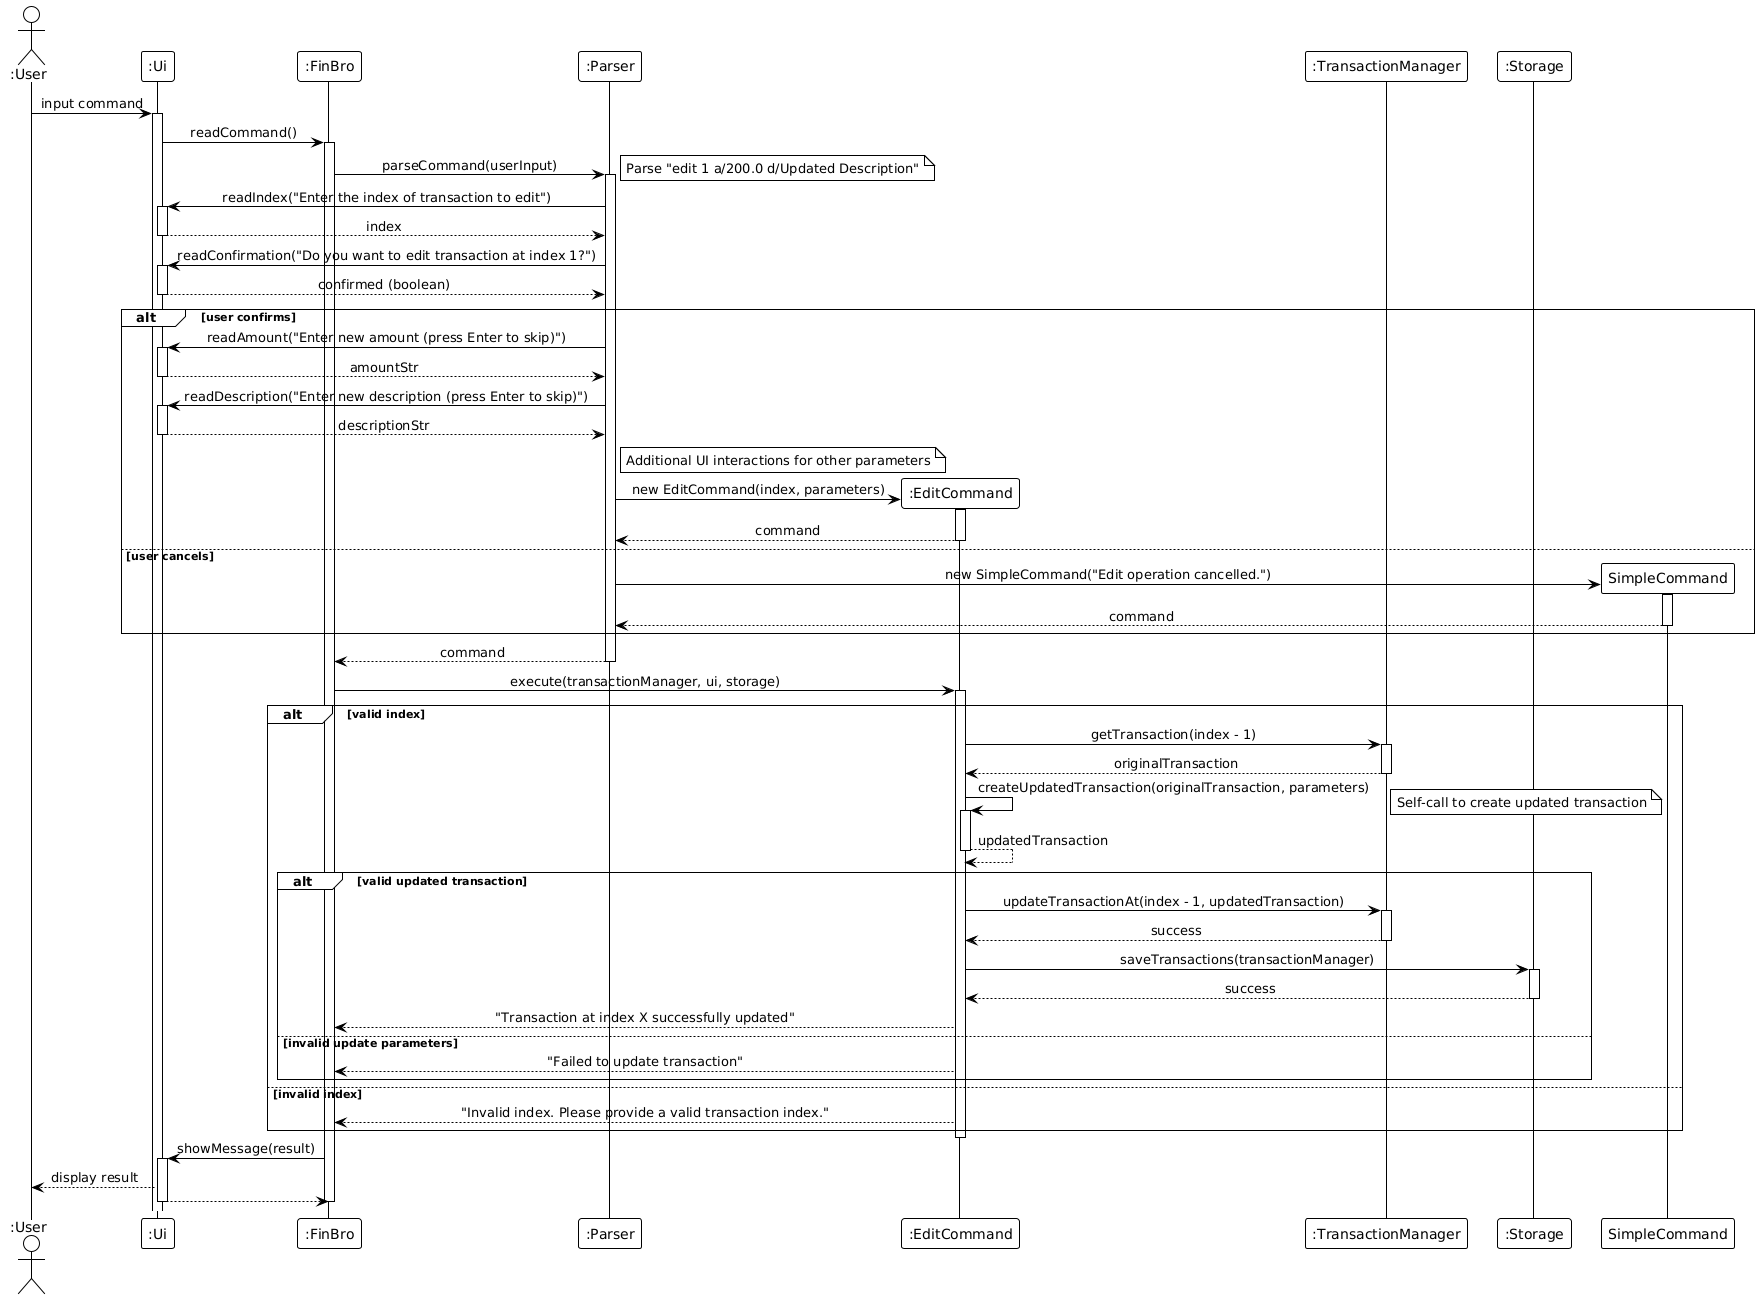 :User
:Ui
:FinBro
:Parser
:TransactionManager
:Storage
input command
readCommand()
parseCommand(userInput)
Parse "edit 1 a/200.0 d/Updated Description"
readIndex("Enter the index of transaction to edit")
index
readConfirmation("Do you want to edit transaction at index 1?")
confirmed (boolean)
alt
[user confirms]
readAmount("Enter new amount (press Enter to skip)")
amountStr
readDescription("Enter new description (press Enter to skip)")
descriptionStr
Additional UI interactions for other parameters
new EditCommand(index, parameters)
:EditCommand
command
[user cancels]
new SimpleCommand("Edit operation cancelled.")
SimpleCommand
command
command
execute(transactionManager, ui, storage)
alt
[valid index]
getTransaction(index - 1)
originalTransaction
createUpdatedTransaction(originalTransaction, parameters)
Self-call to create updated transaction
updatedTransaction
alt
[valid updated transaction]
updateTransactionAt(index - 1, updatedTransaction)
success
saveTransactions(transactionManager)
success
"Transaction at index X successfully updated"
[invalid update parameters]
"Failed to update transaction"
[invalid index]
"Invalid index. Please provide a valid transaction index."
showMessage(result)
display result
:User
:Ui
:FinBro
:Parser
:EditCommand
:TransactionManager
:Storage
SimpleCommand